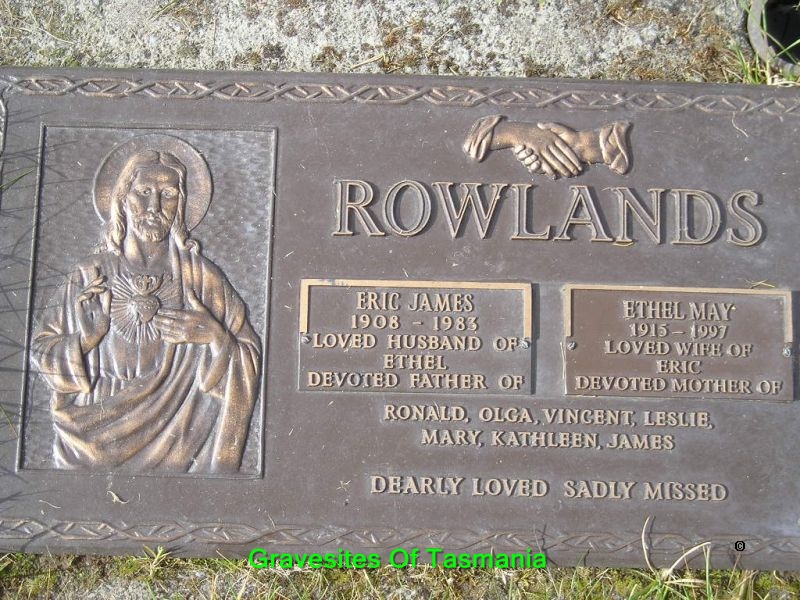 ROWLANDS
ERIC JAMES
1908 - 1983
LOVED HUSBAND OF
ETHEL
DEVOTED FATHER OF
ETHEL MAY
1915 - 1997
LOVED WIFE OF
ERIC
DEVOTED MOTHER OF
RONALD, OLGA, VINCENT, LESLIE,
MARY, KATHLEEN, JAMES
DEARLY LOVED SADLY MISSED
©
Gravesites Of Tasmania